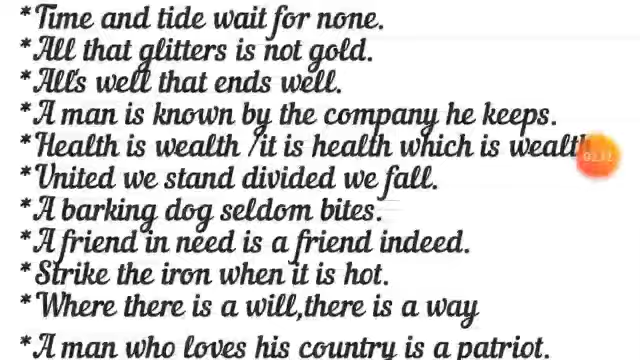 *Time and tide wait for none.
*All that glitters is not gold.
*All's well that ends well.
*A man is known by the company he keeps.
*Health is wealth /it is health which is wealth
*United we stand divided we fall.
*A barking dog seldom bites.
*A friend in need is a friend indeed.
*Strike the iron when it is hot.
*Where there is a will,there is a way
*A man who loves his country is a patriot.